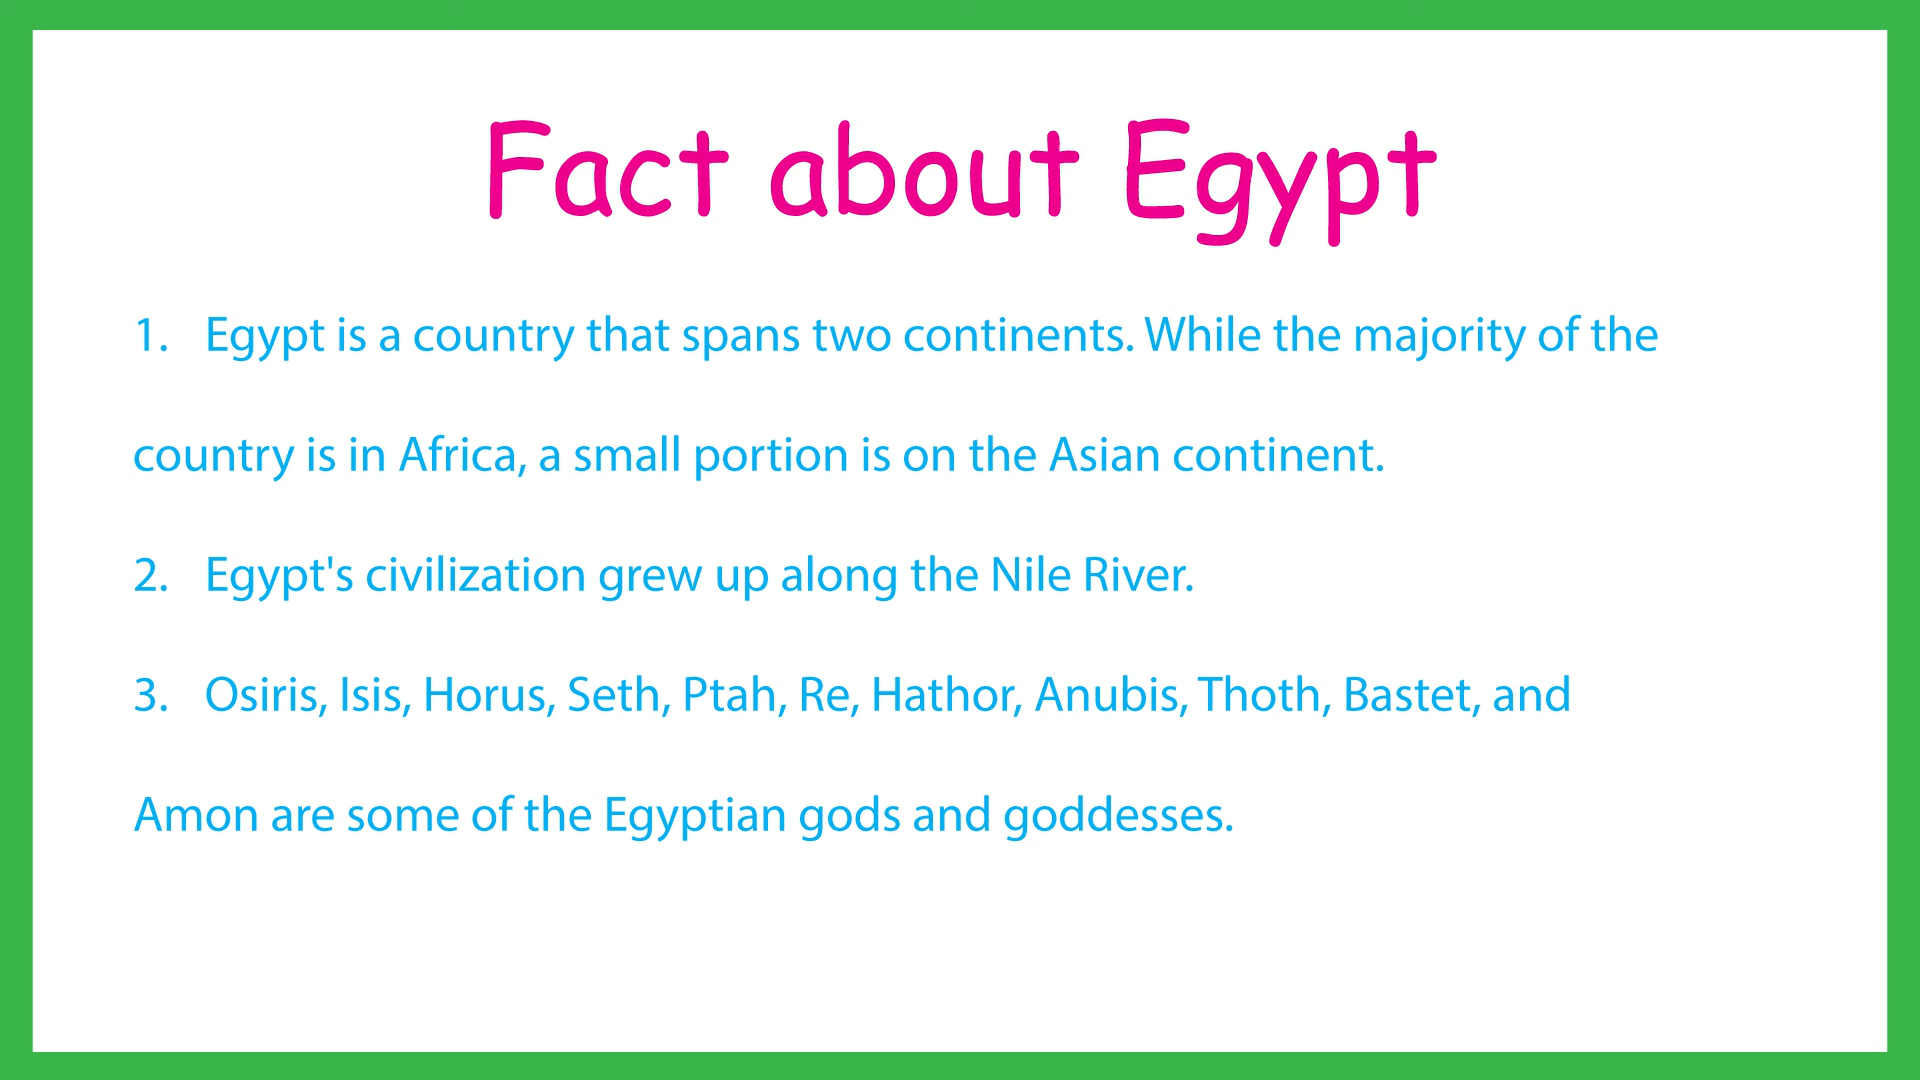 Fact about Egypt
1. Egypt is a country that spans two continents. While the majority of the
country is in Africa, a small portion is on the Asian continent.
2. Egypt's civilization grew up along the Nile River.
3. Osiris, Isis, Horus, Seth, Ptah, Re, Hathor, Anubis, Thoth, Bastet, and
Amon are some of the Egyptian gods and goddesses.